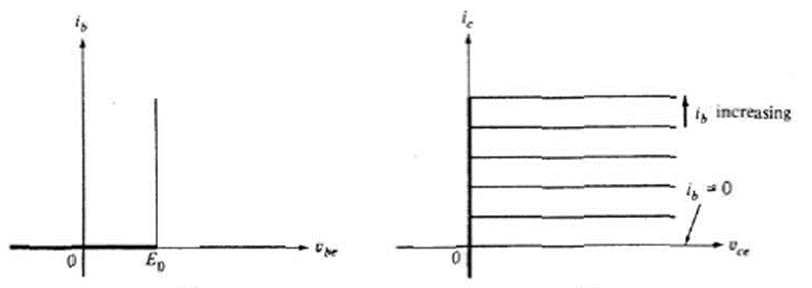 i_b
0
E_0
v_be
i_c
i_b increasing
i_b = 0
0
v_ce